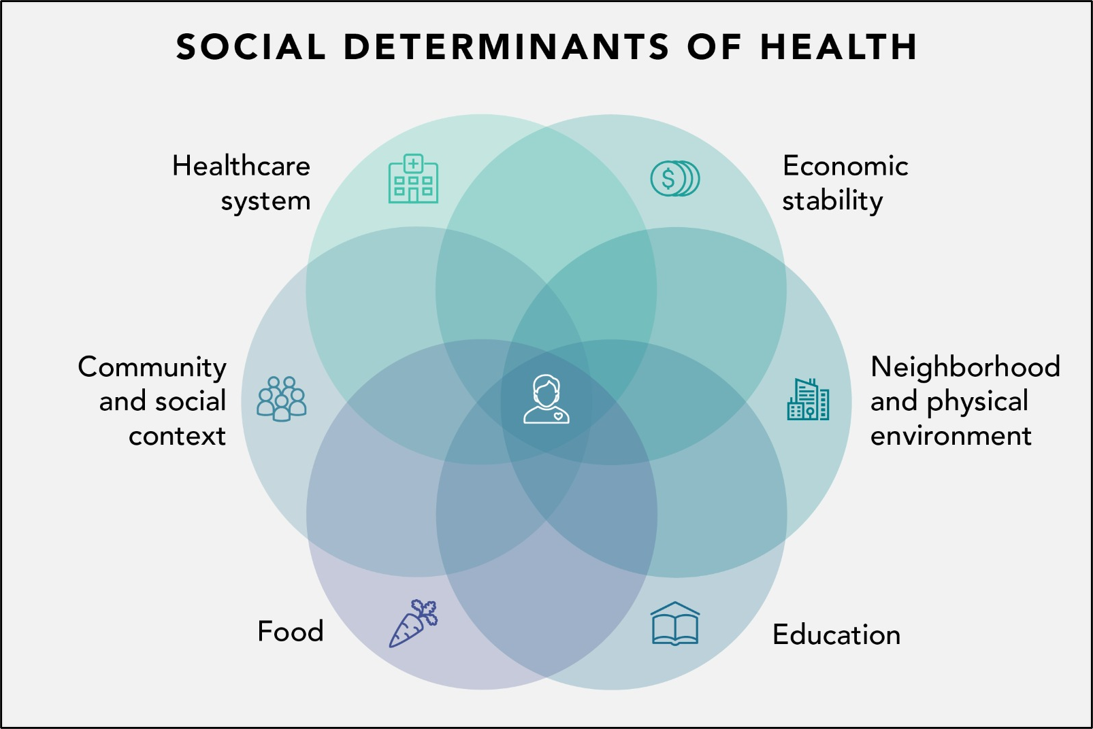 SOCIAL DETERMINANTS OF HEALTH
Healthcare
system
Economic
stability
Community
and social
context
Neighborhood
and physical
environment
Food
Education